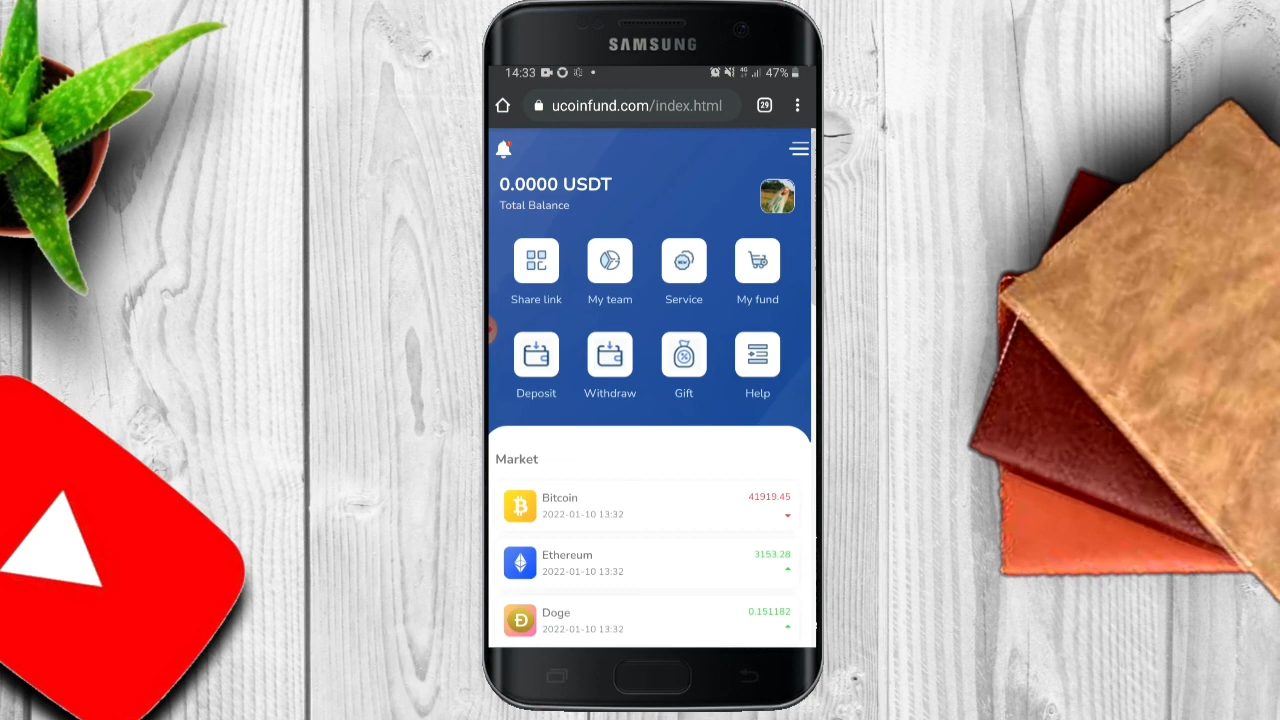 SAMSUNG
14:33 4G 47%
ucoinfund.com/index.html 29
0.0000 USDT
Total Balance
Share link My team Service My fund
NEW
Deposit Withdraw Gift Help
Market
Bitcoin 41919.45
2022-01-10 13:32
Ethereum 3153.28
2022-01-10 13:32
Doge 0.151182
2022-01-10 13:32